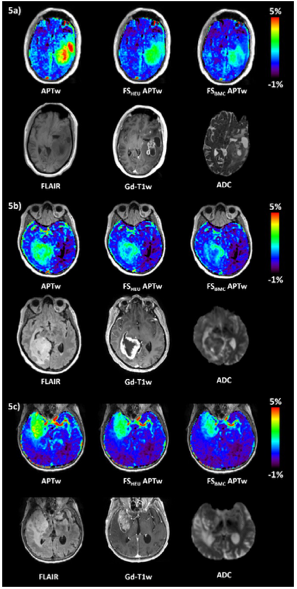 5a)
5%
APTw FS_HEU APTw FS_BMC APTw
-1%
FLAIR Gd-T1w ADC
5b)
5%
APTw FS_HEU APTw FS_BMC APTw
-1%
FLAIR Gd-T1w ADC
5c)
5%
APTw FS_HEU APTw FS_BMC APTw
-1%
FLAIR Gd-T1w ADC